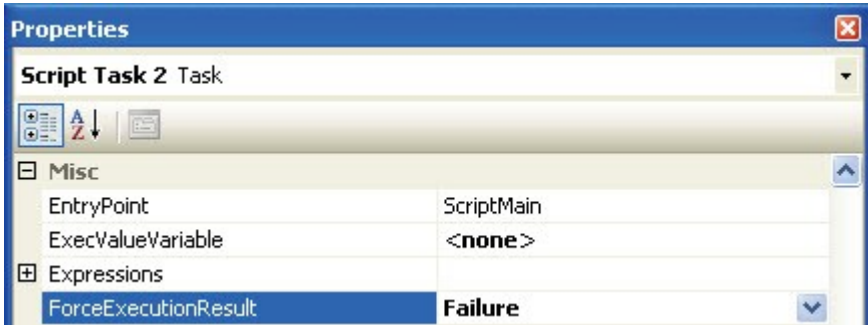 Properties
Script Task 2 Task
A
Z
Misc
EntryPoint ScriptMain
ExecValueVariable <none>
Expressions
ForceExecutionResult Failure